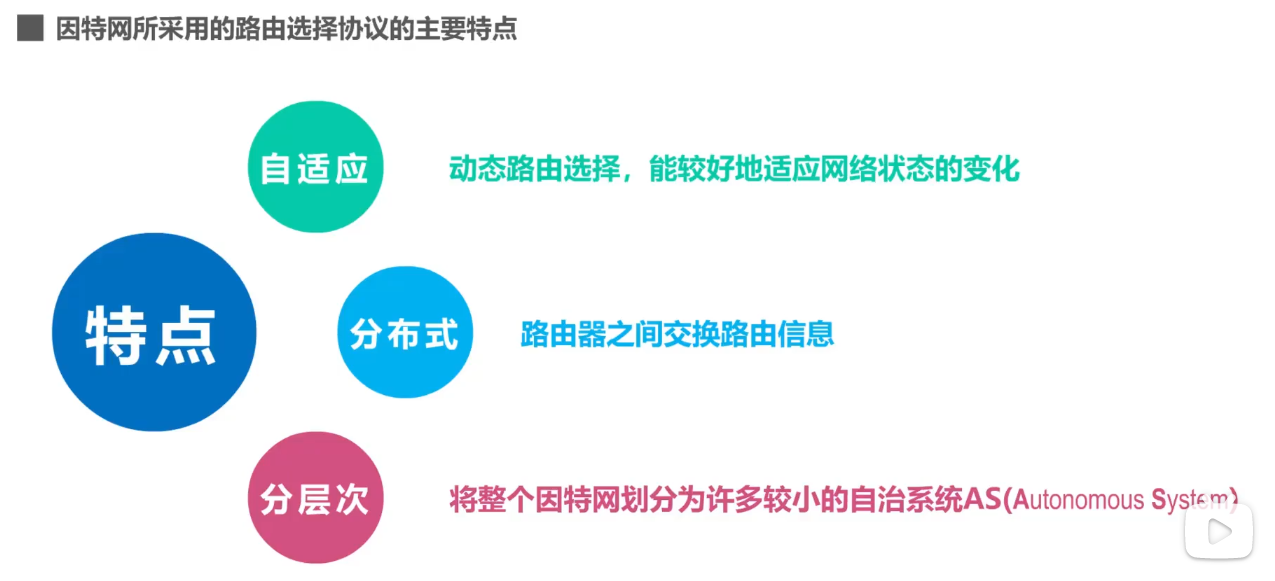 因特网所采用的路由选择协议的主要特点
自适应
动态路由选择，能较好地适应网络状态的变化
特点
分布式
路由器之间交换路由信息
分层次
将整个因特网划分为许多较小的自治系统AS(Autonomous System)